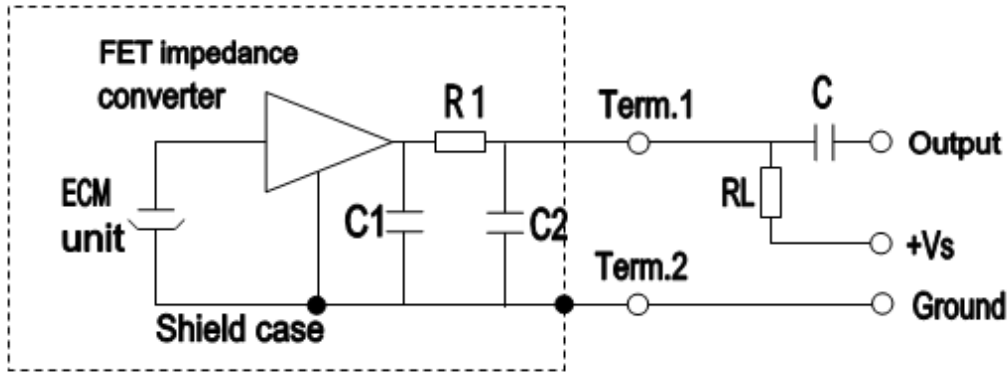 FET impedance
converter
R 1
Term.1
C
Output
ECM
unit
C1
C2
RL
+Vs
Term.2
Ground
Shield case